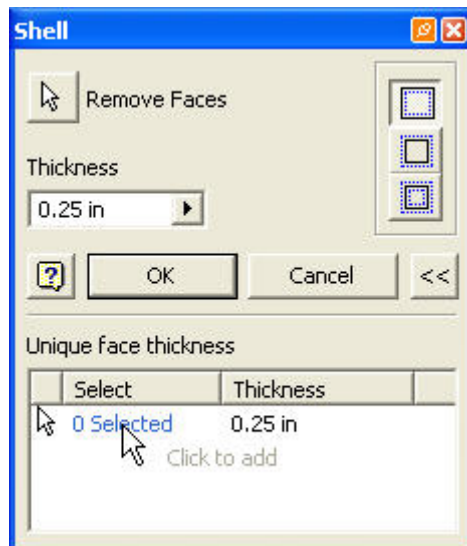 Shell
Remove Faces
Thickness
0.25 in
OK
Cancel
<<
Unique face thickness
Select Thickness
0 Selected 0.25 in
Click to add